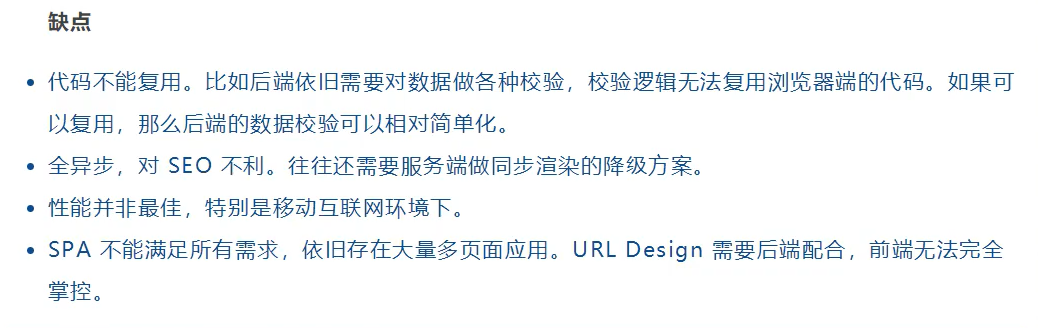 缺点
代码不能复用。比如后端依旧需要对数据做各种校验，校验逻辑无法复用浏览器端的代码。如果可
以复用，那么后端的数据校验可以相对简单化。
全异步，对 SEO 不利。往往还需要服务端做同步渲染的降级方案。
性能并非最佳，特别是移动互联网环境下。
SPA 不能满足所有需求，依旧存在大量多页面应用。URL Design 需要后端配合，前端无法完全
掌控。